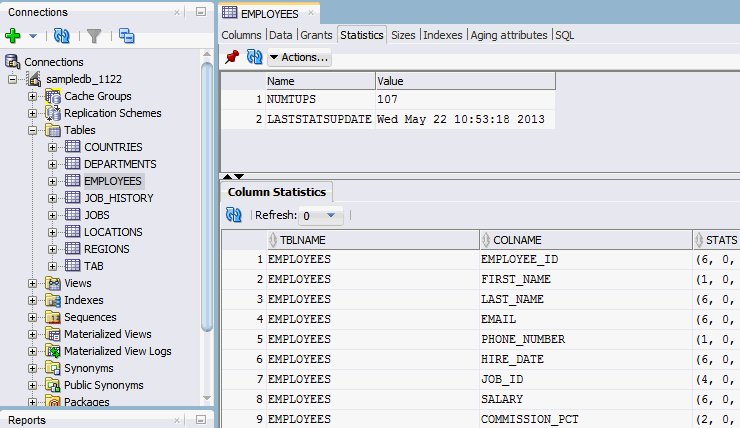 Connections
Connections
sampledb_1122
Cache Groups
Replication Schemes
Tables
COUNTRIES
DEPARTMENTS
EMPLOYEES
JOB_HISTORY
JOBS
LOCATIONS
REGIONS
TAB
Views
Indexes
Sequences
Materialized Views
Materialized View Logs
Synonyms
Public Synonyms
Packages
Reports
EMPLOYEES
Columns Data Grants Statistics Sizes Indexes Aging attributes SQL
Actions...
Name Value
1 NUMTUPS 107
2 LASTSTATSUPDATE Wed May 22 10:53:18 2013
Column Statistics
Refresh: 0
TBLNAME COLNAME STATS
1 EMPLOYEES EMPLOYEE_ID (6, 0,
2 EMPLOYEES FIRST_NAME (1, 0,
3 EMPLOYEES LAST_NAME (6, 0,
4 EMPLOYEES EMAIL (6, 0,
5 EMPLOYEES PHONE_NUMBER (1, 0,
6 EMPLOYEES HIRE_DATE (6, 0,
7 EMPLOYEES JOB_ID (4, 0,
8 EMPLOYEES SALARY (6, 0,
9 EMPLOYEES COMMISSION_PCT (2, 0,